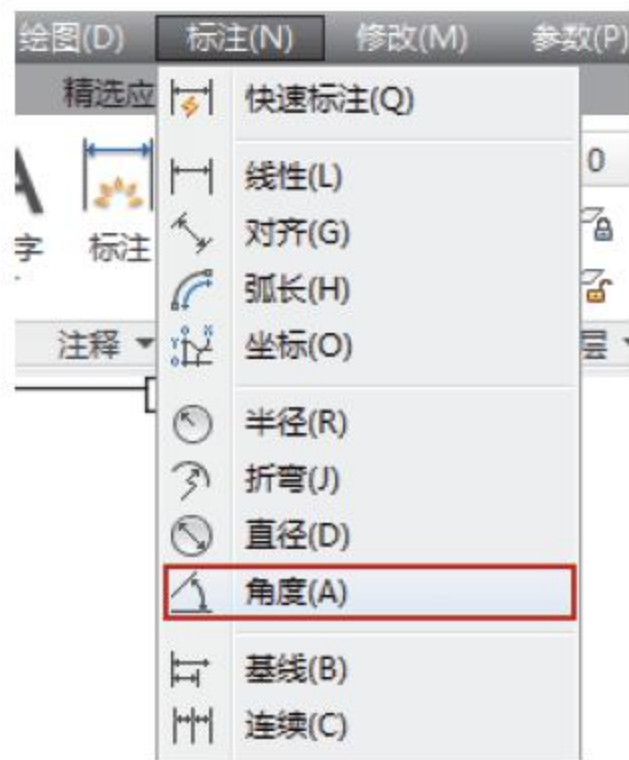 绘图(D) 标注(N) 修改(M) 参数(P)
精选应
快速标注(Q)
线性(L)
0
对齐(G)
字 标注
弧长(H)
注释
坐标(O)
层
半径(R)
折弯(J)
直径(D)
角度(A)
基线(B)
连续(C)